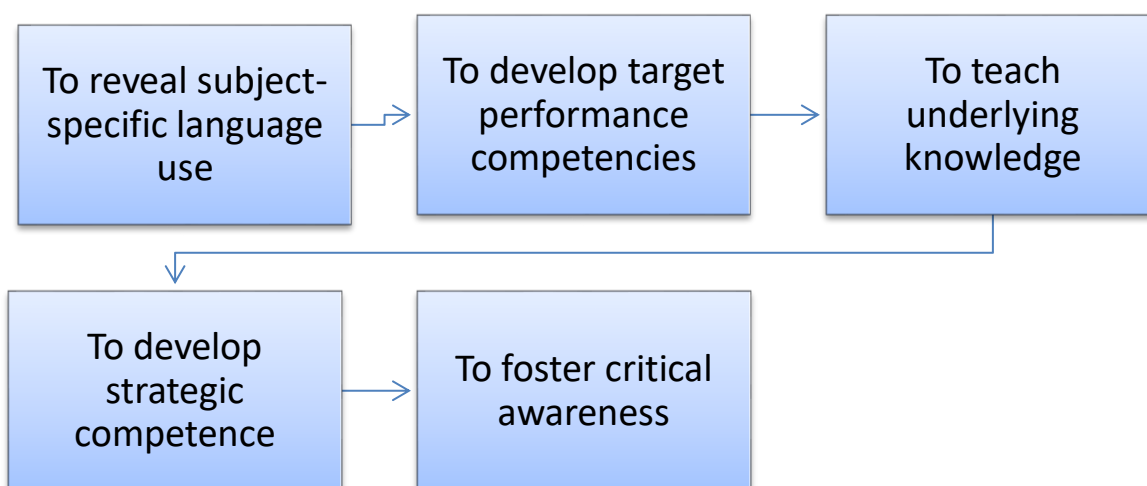 To reveal subject-
specific language
use
To develop target
performance
competencies
To teach
underlying
knowledge
To develop
strategic
competence
To foster critical
awareness